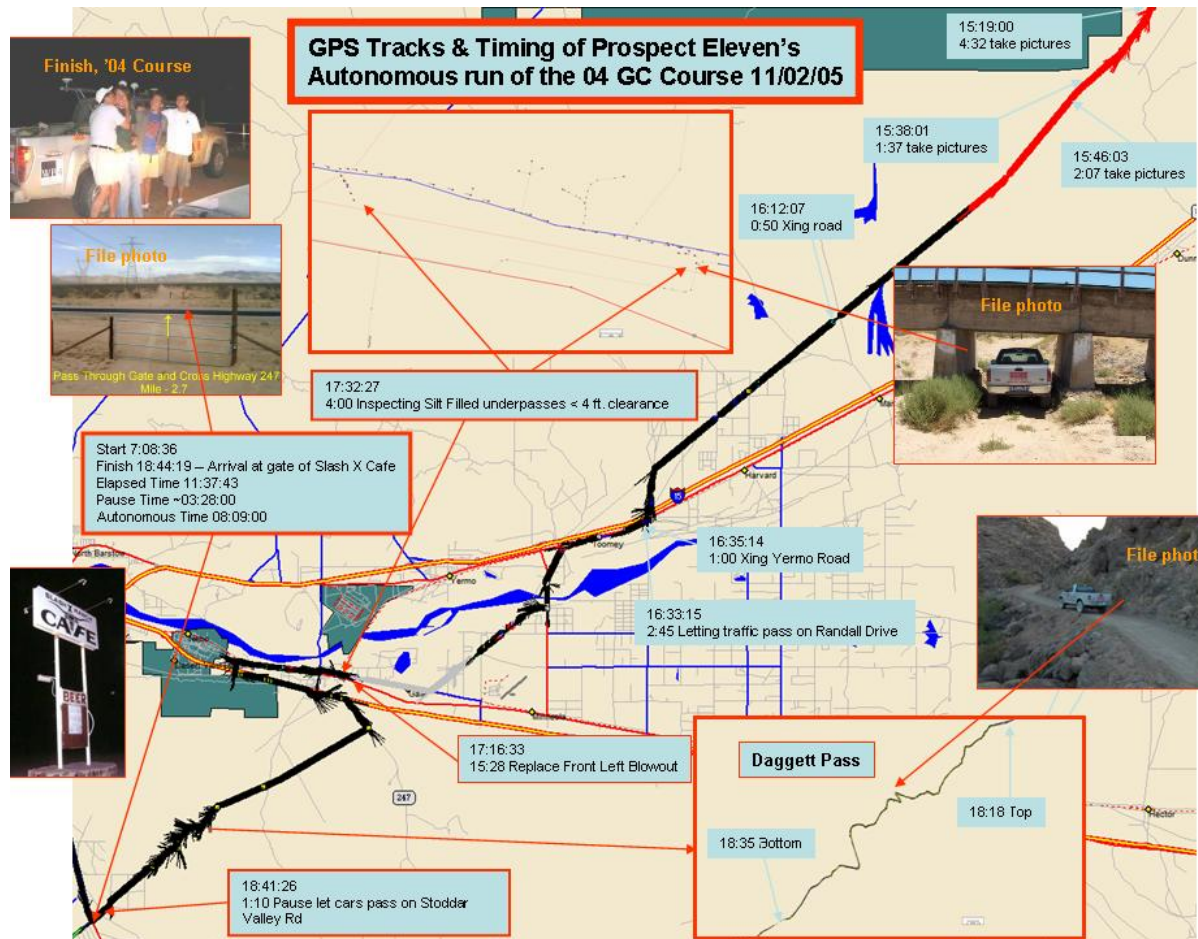 GPS Tracks & Timing of Prospect Eleven's
Autonomous run of the 04 GC Course 11/02/05
Finish, '04 Course
15:19:00
4:32 take pictures
15:38:01
1:37 take pictures
15:46:03
2:07 take pictures
16:12:07
0:50 Xing road
File photo
Pass Through Gate and Cross Highway 247
Mile - 2.7
File photo
17:32:27
4:00 Inspecting Silt Filled underpasses < 4 ft. clearance
Start 7:08:36
Finish 18:44:19 – Arrival at gate of Slash X Cafe
Elapsed Time 11:37:43
Pause Time ~03:28:00
Autonomous Time 08:09:00
Harvard
15
North Barstow
Toomey
Yermo
16:35:14
1:00 Xing Yermo Road
File phot
16:33:15
2:45 Letting traffic pass on Randall Drive
CAFE
BEER
17:16:33
15:28 Replace Front Left Blowout
247
Daggett Pass
18:18 Top
18:35 Bottom
Hector
18:41:26
1:10 Pause let cars pass on Stoddar
Valley Rd